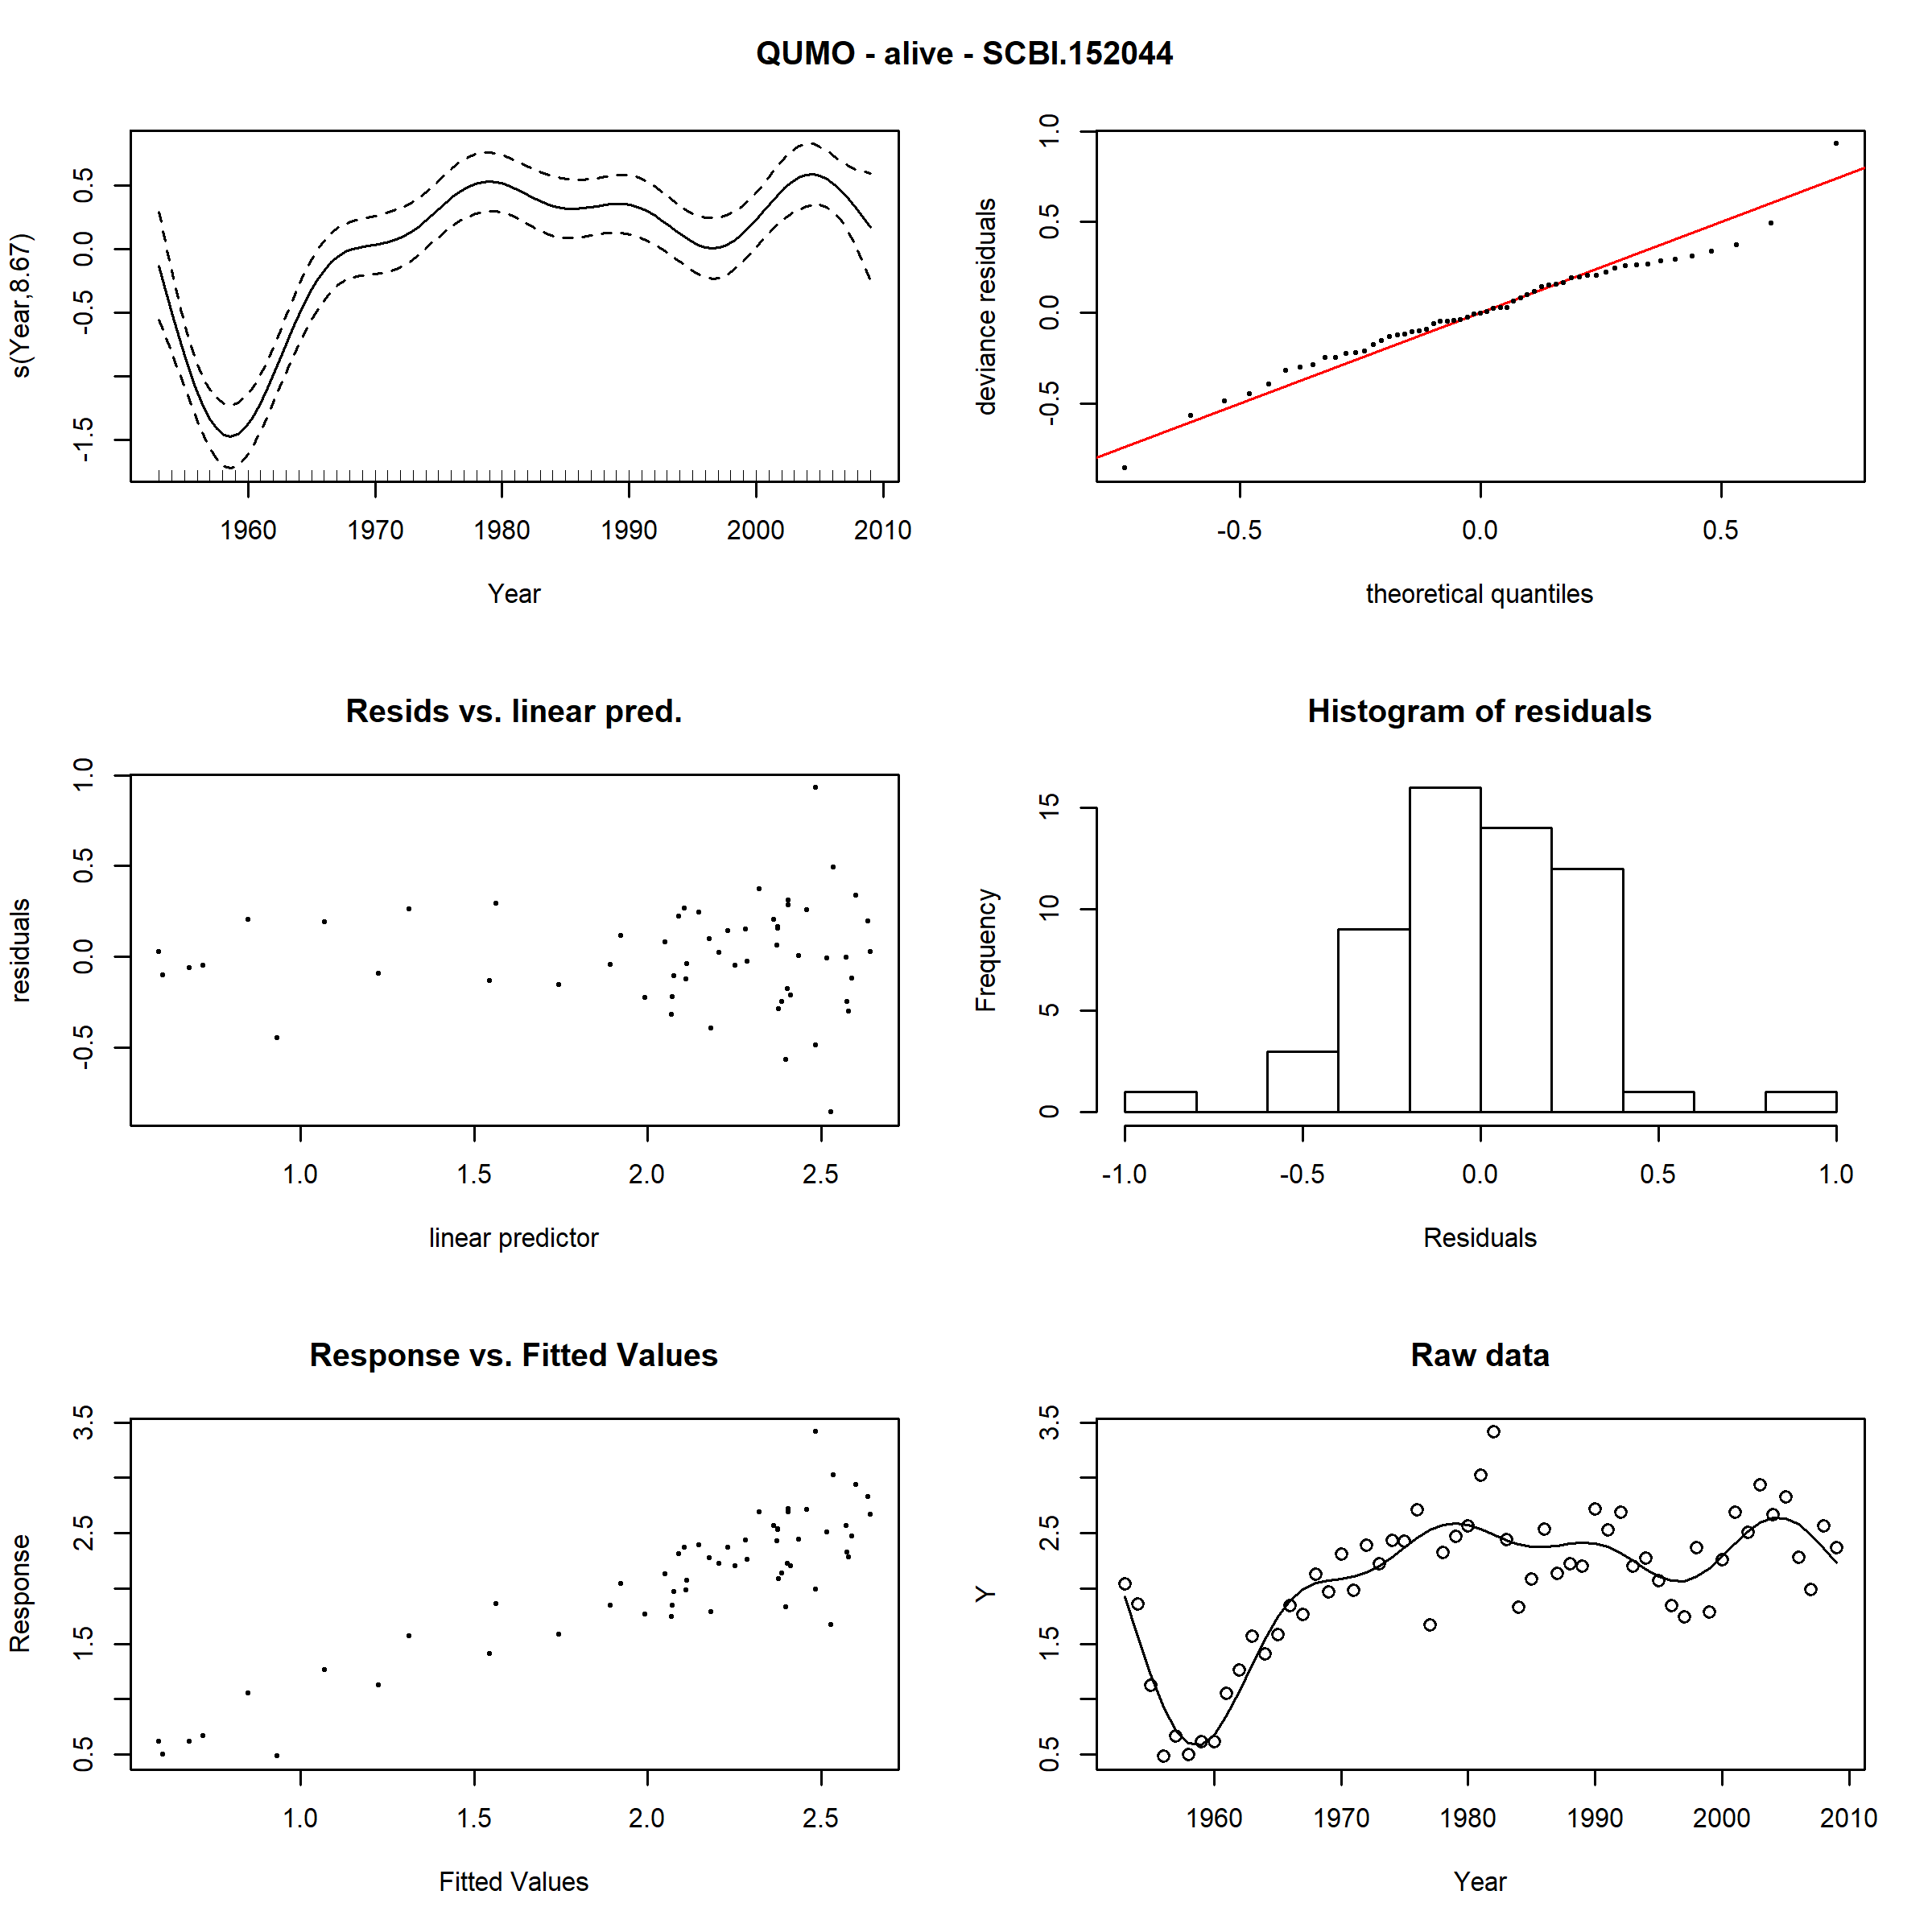 QUMO - alive - SCBI.152044
s(Year,8.67)
0.5
0.0
-0.5
-1.5
1960 1970 1980 1990 2000 2010
Year
deviance residuals
1.0
0.5
0.0
-0.5
-0.5 0.0 0.5
theoretical quantiles
Resids vs. linear pred.
residuals
1.0
0.5
0.0
-0.5
1.0 1.5 2.0 2.5
linear predictor
Histogram of residuals
Frequency
15
10
5
0
-1.0 -0.5 0.0 0.5 1.0
Residuals
Response vs. Fitted Values
Response
3.5
2.5
1.5
0.5
1.0 1.5 2.0 2.5
Fitted Values
Raw data
Y
3.5
2.5
1.5
0.5
1960 1970 1980 1990 2000 2010
Year